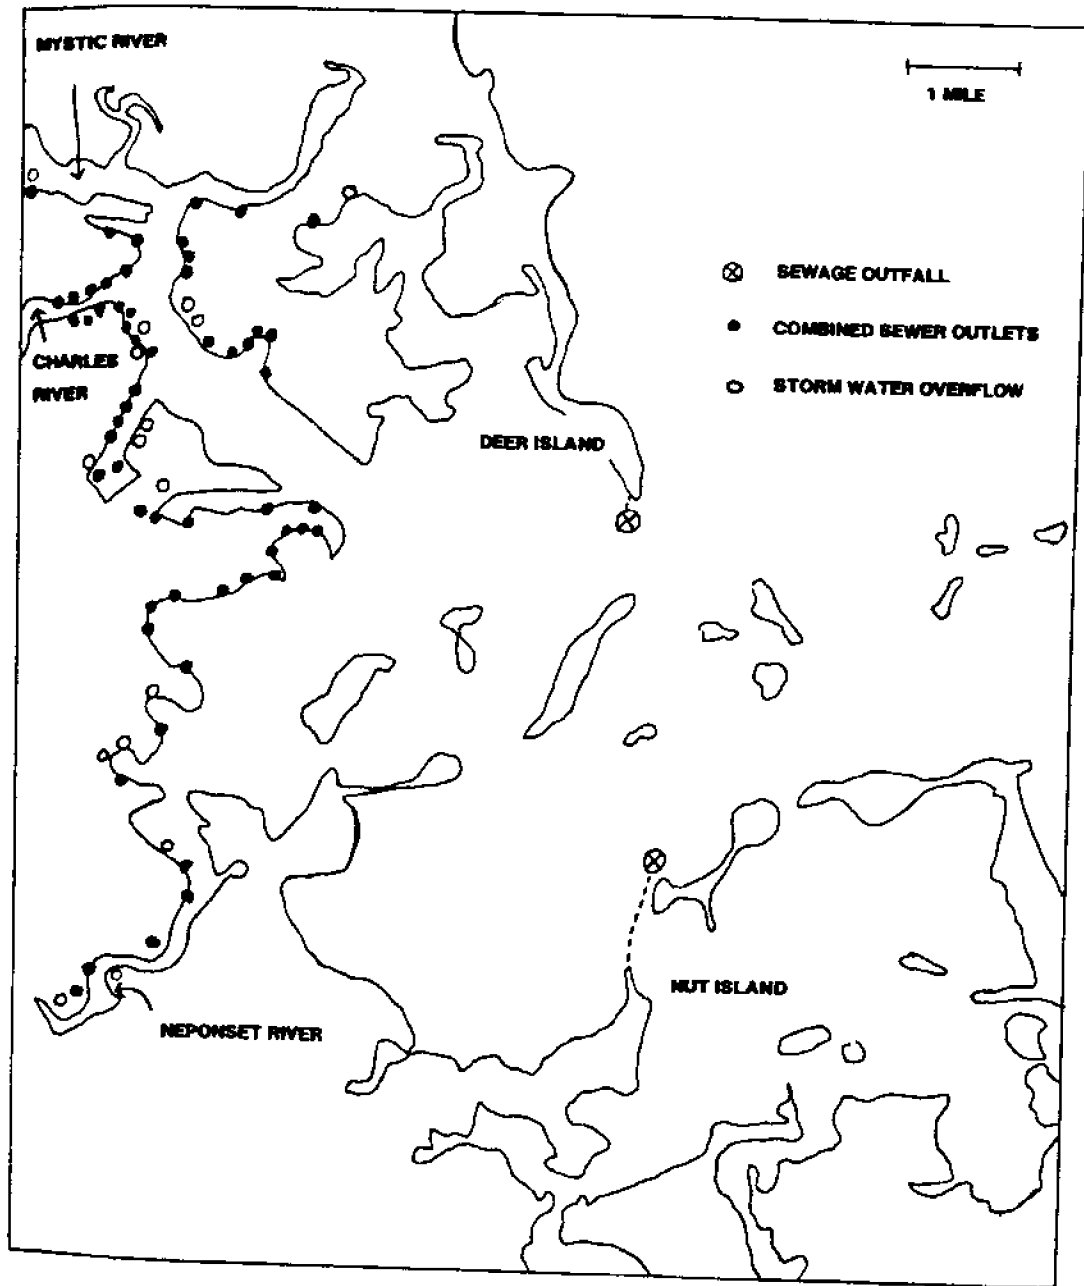 MYSTIC RIVER
1 MILE
SEWAGE OUTFALL
COMBINED SEWER OUTLETS
STORM WATER OVERFLOW
CHARLES
RIVER
DEER ISLAND
NUT ISLAND
NEPONSET RIVER